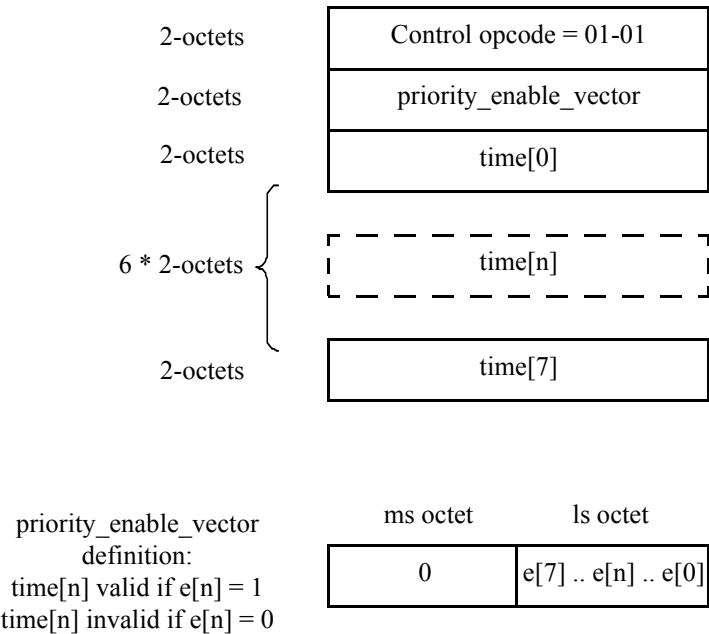 2-octets Control opcode = 01-01
2-octets priority_enable_vector
2-octets time[0]
6 * 2-octets time[n]
2-octets time[7]
ms octet ls octet
priority_enable_vector
definition:
time[n] valid if e[n] = 1
time[n] invalid if e[n] = 0
0 e[7] .. e[n] .. e[0]